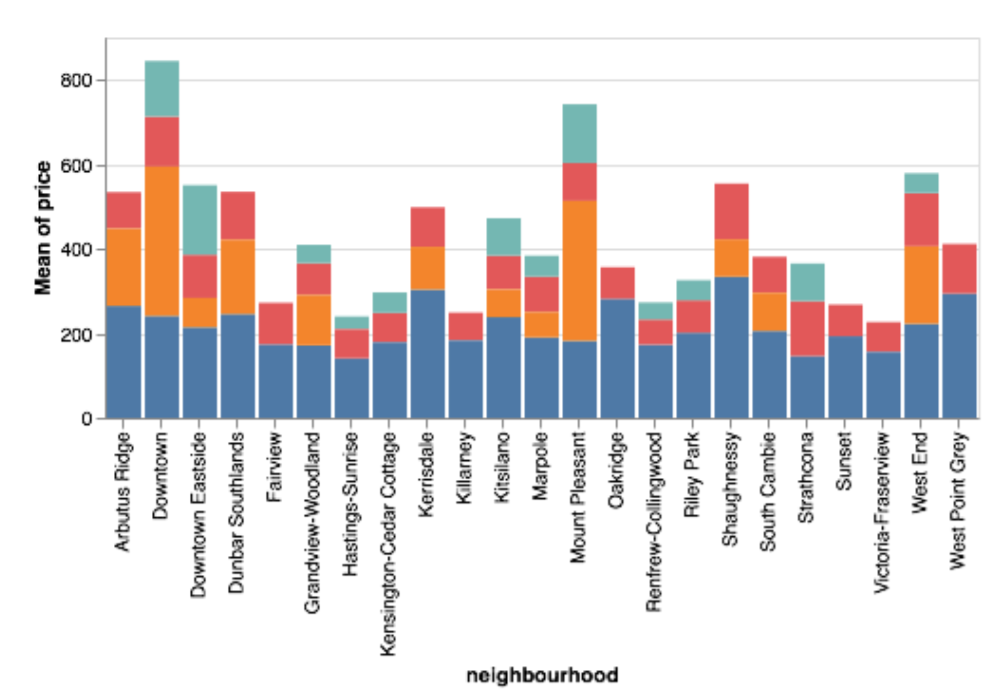 Mean of price
800
600
400
200
0
Arbutus Ridge
Downtown
Downtown Eastside
Dunbar Southlands
Fairview
Grandview-Woodland
Hastings-Sunrise
Kensington-Cedar Cottage
Kerrisdale
Killarney
Kitsilano
Marpole
Mount Pleasant
Oakridge
Renfrew-Collingwood
Riley Park
Shaughnessy
South Cambie
Strathcona
Sunset
Victoria-Fraserview
West End
West Point Grey
neighbourhood